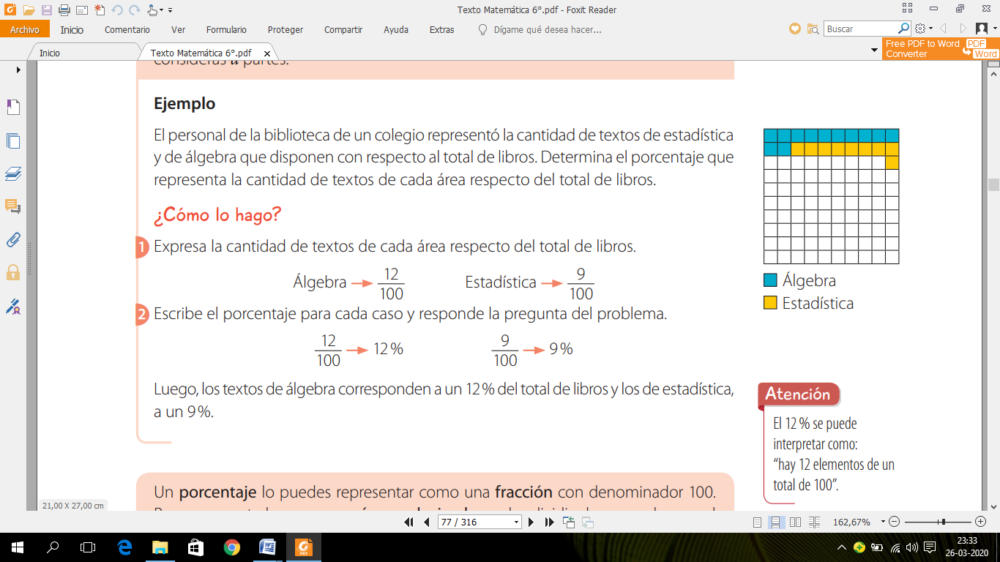 Texto Matemática 6°.pdf - Foxit Reader
Archivo Inicio Comentario Ver Formulario Proteger Compartir Ayuda Extras Dígame qué desea hacer... Buscar
Inicio Texto Matemática 6°.pdf x
Free PDF to Word Converter
PDF Word
consideras a partes.
Ejemplo
El personal de la biblioteca de un colegio representó la cantidad de textos de estadística
y de álgebra que disponen con respecto al total de libros. Determina el porcentaje que
representa la cantidad de textos de cada área respecto del total de libros.
¿Cómo lo hago?
1 Expresa la cantidad de textos de cada área respecto del total de libros.
Álgebra → 12/100 Estadística → 9/100
2 Escribe el porcentaje para cada caso y responde la pregunta del problema.
12/100 → 12 % 9/100 → 9 %
Luego, los textos de álgebra corresponden a un 12 % del total de libros y los de estadística,
a un 9 %.
Álgebra
Estadística
Atención
El 12 % se puede
interpretar como:
“hay 12 elementos de un
total de 100”.
Un porcentaje lo puedes representar como una fracción con denominador 100.
21,00 X 27,00 cm
77 / 316
162,67%
W PDF
23:33
26-03-2020